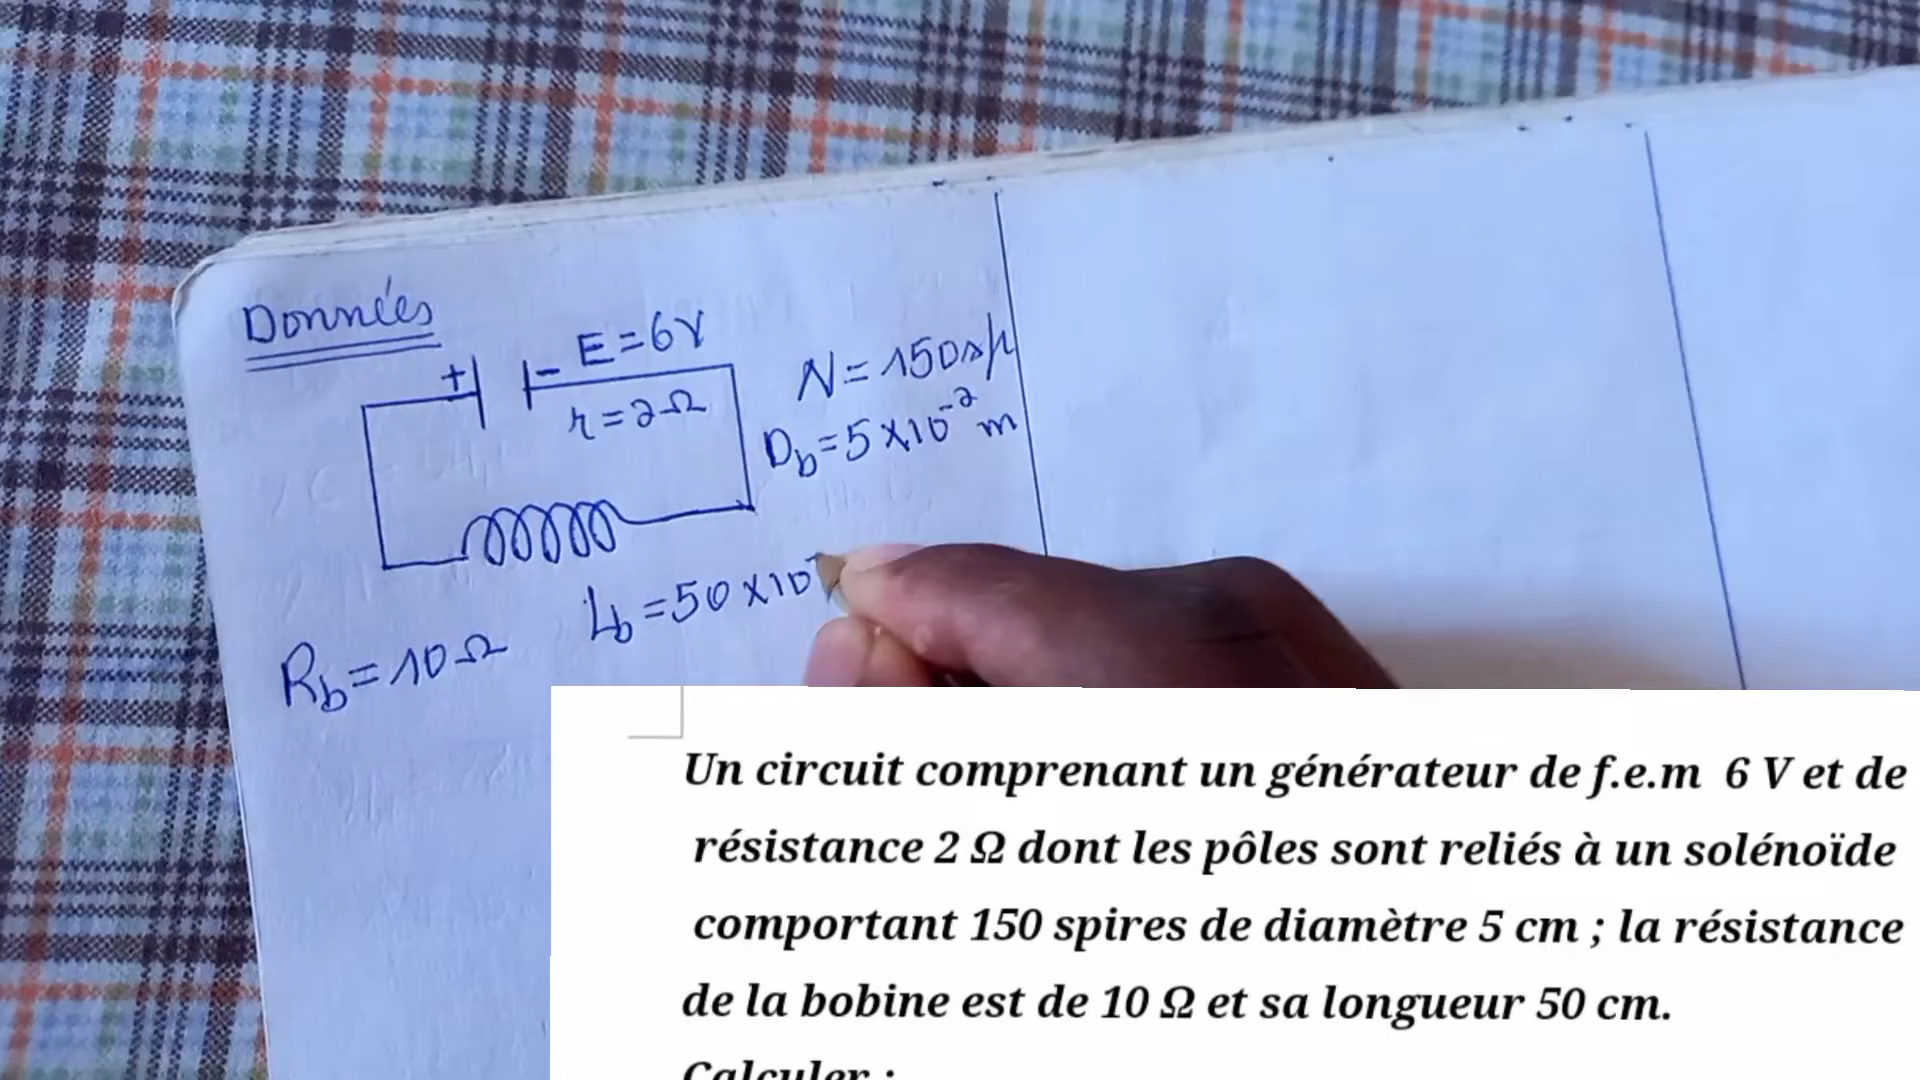 Données
+ - E=6V
r=2Ω
N=150sp
Db=5×10-2 m
Lb=50×10-
Rb=10Ω
Un circuit comprenant un générateur de f.e.m 6 V et de
résistance 2 Ω dont les pôles sont reliés à un solénoïde
comportant 150 spires de diamètre 5 cm ; la résistance
de la bobine est de 10 Ω et sa longueur 50 cm.
Calculer :